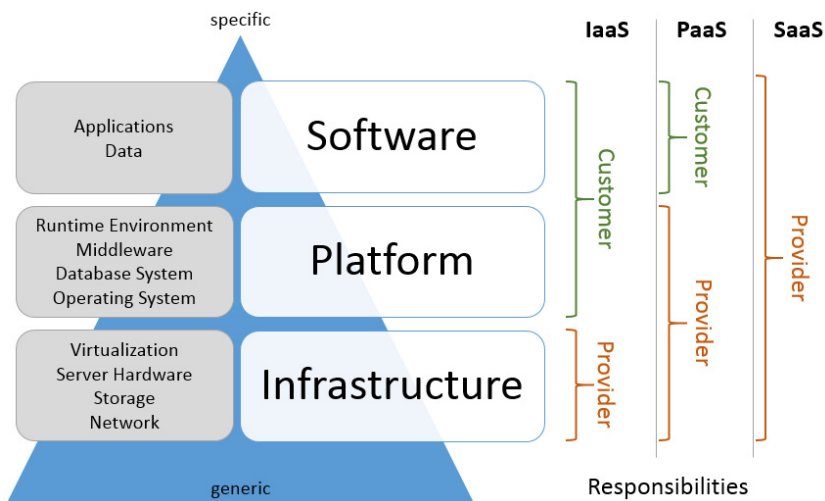 specific
IaaS
PaaS
SaaS
Applications
Data
Software
Customer
Customer
Runtime Environment
Middleware
Database System
Operating System
Platform
Provider
Provider
Virtualization
Server Hardware
Storage
Network
Infrastructure
Provider
generic
Responsibilities